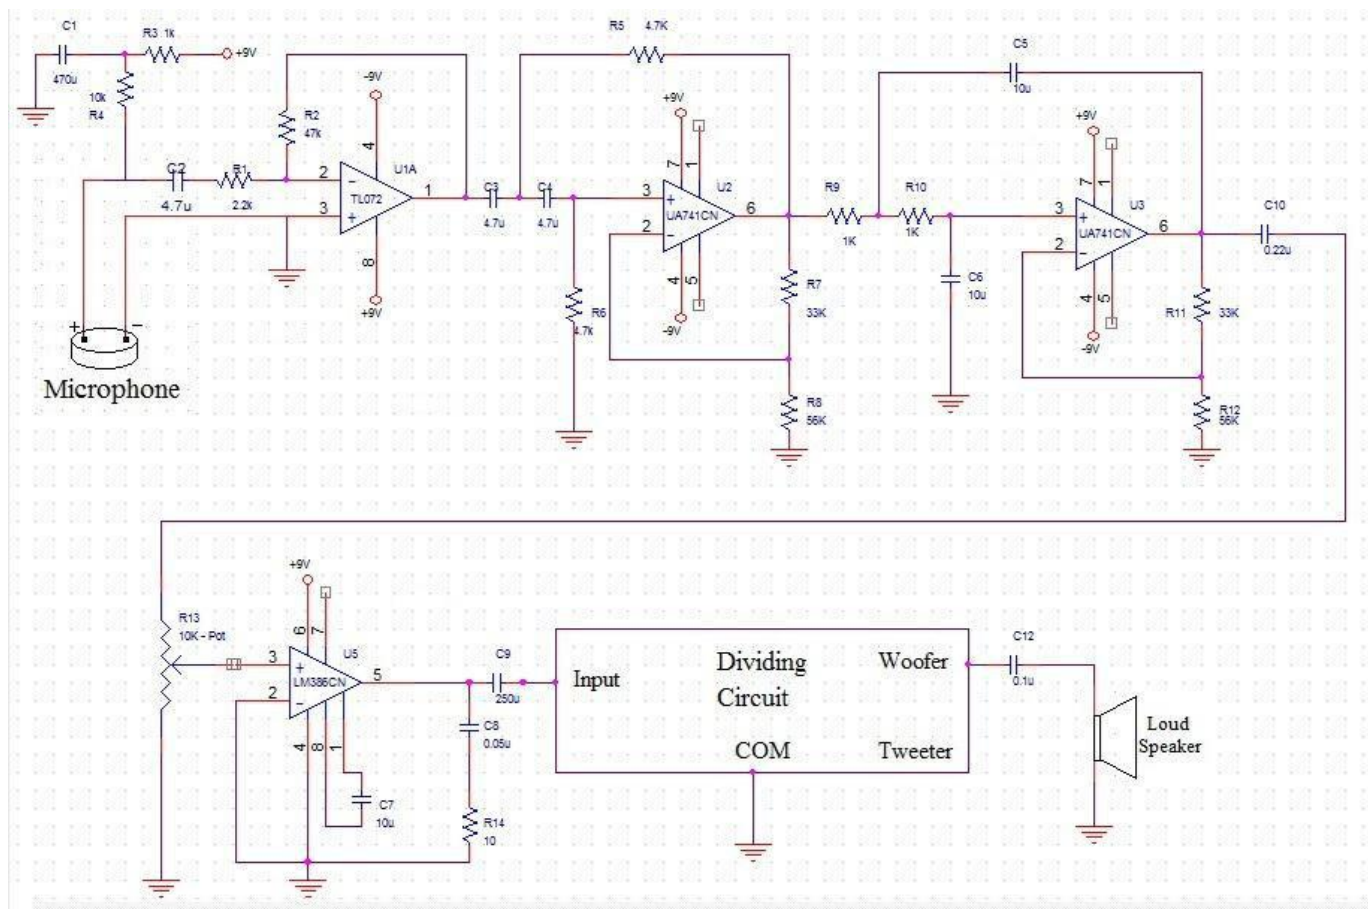 C1
470u
R3 1k
+9V
10k
R4
C2
4.7u
R1
2.2k
R2
47k
-9V
4
2
3
U1A
TL072
1
8
+9V
+
-
Microphone
C3
4.7u
C4
4.7u
R5 4.7K
R6
4.7k
+9V
7
1
3
2
U2
UA741CN
6
4
5
-9V
R7
33K
R8
56K
R9
1K
R10
1K
C5
10u
C6
10u
+9V
7
1
3
2
U3
UA741CN
6
4
5
-9V
R11
33K
R12
56K
C10
0.22u
R13
10K - Pot
+9V
6
7
3
2
U5
LM386CN
5
4
8
1
C7
10u
C9
250u
C8
0.05u
R14
10
Input
Dividing
Circuit
COM
Woofer
Tweeter
C12
0.1u
Loud
Speaker